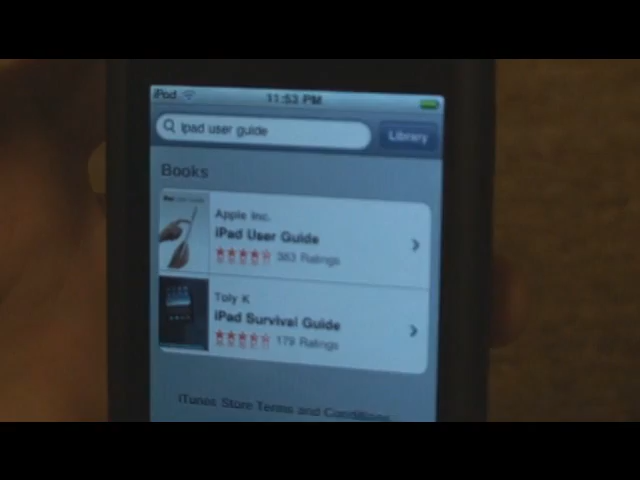 iPod 11:53 PM
ipad user guide Library
Books
Apple Inc.
iPad User Guide
353 Ratings
Toly K
iPad Survival Guide
179 Ratings
iTunes Store Terms and Conditions